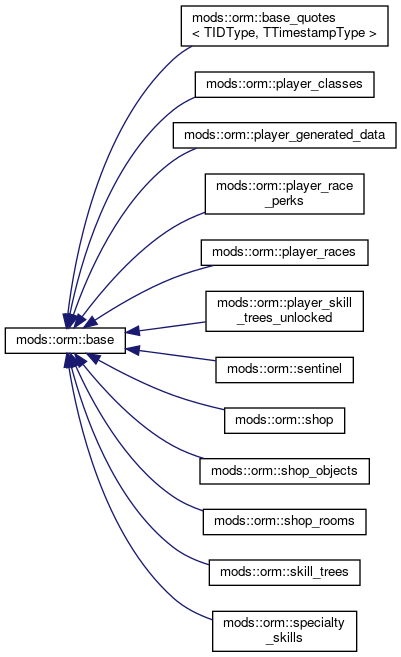 mods::orm::base_quotes
< TIDType, TTimestampType >
mods::orm::player_classes
mods::orm::player_generated_data
mods::orm::player_race
_perks
mods::orm::player_races
mods::orm::player_skill
_trees_unlocked
mods::orm::base
mods::orm::sentinel
mods::orm::shop
mods::orm::shop_objects
mods::orm::shop_rooms
mods::orm::skill_trees
mods::orm::specialty
_skills